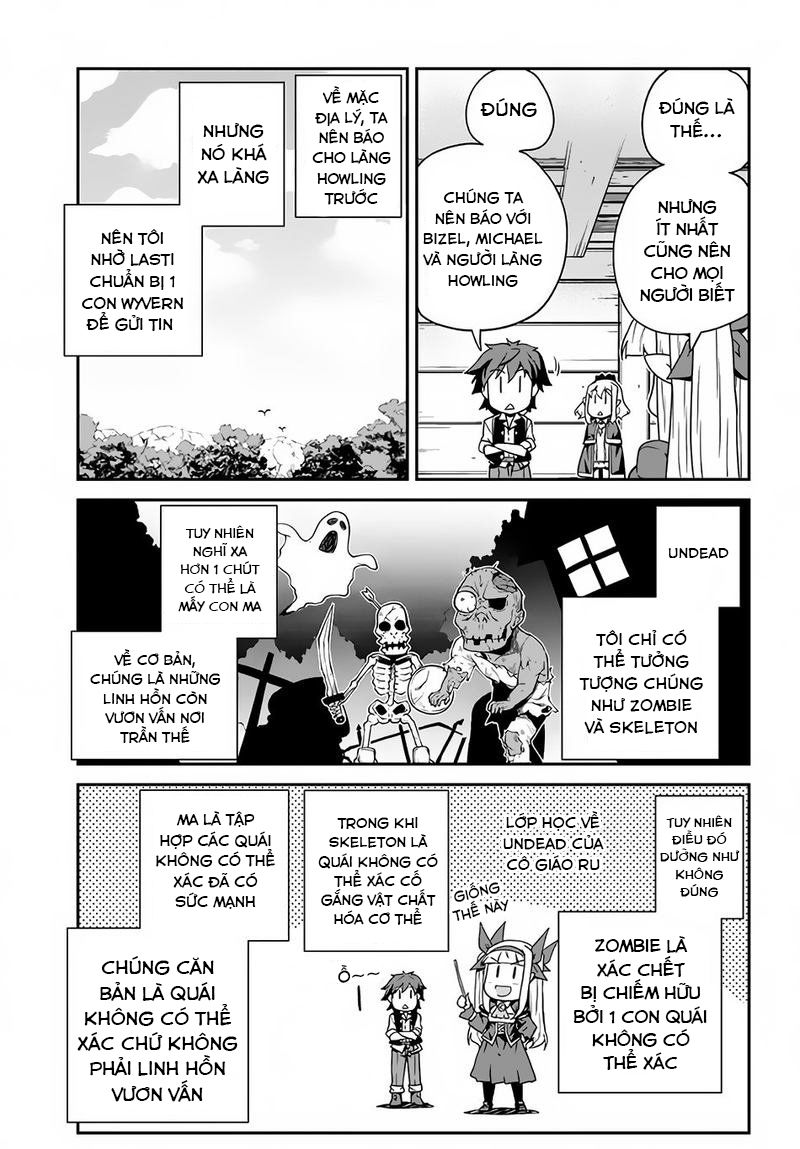 ĐÚNG LÀ
THẾ...
NHƯNG
ÍT NHẤT
CŨNG NÊN
CHO MỌI
NGƯỜI BIẾT
ĐÚNG
CHÚNG TA
NÊN BÁO VỚI
BIZEL, MICHAEL
VÀ NGƯỜI LÀNG
HOWLING
VỀ MẶC
ĐỊA LÝ, TA
NÊN BÁO
CHO LÀNG
HOWLING
TRƯỚC
NHƯNG
NÓ KHÁ
XA LÀNG
NÊN TÔI
NHỜ LASTI
CHUẨN BỊ 1
CON WYVERN
ĐỂ GỬI TIN
UNDEAD
TÔI CHỈ CÓ
THỂ TƯỞNG
TƯỢNG CHÚNG
NHƯ ZOMBIE
VÀ SKELETON
TUY NHIÊN
NGHĨ XA
HƠN 1 CHÚT
CÓ THỂ LÀ
MẤY CON MA
VỀ CƠ BẢN,
CHÚNG LÀ NHỮNG
LINH HỒN CÒN
VƯƠN VẤN NƠI
TRẦN THẾ
TUY NHIÊN
ĐIỀU ĐÓ
DƯỜNG NHƯ
KHÔNG
ĐÚNG
LỚP HỌC VỀ
UNDEAD CỦA
CÔ GIÁO RU
GIỐNG
THẾ NÀY
ZOMBIE LÀ
XÁC CHẾT
BỊ CHIẾM HỮU
BỞI 1 CON QUÁI
KHÔNG CÓ
THỂ XÁC
TRONG KHI
SKELETON LÀ
QUÁI KHÔNG CÓ
THỂ XÁC CỐ
GẮNG VẬT CHẤT
HÓA CƠ THỂ
Ồ~~
MA LÀ TẬP
HỢP CÁC QUÁI
KHÔNG CÓ THỂ
XÁC ĐÃ CÓ
SỨC MẠNH
CHÚNG CĂN
BẢN LÀ QUÁI
KHÔNG CÓ THỂ
XÁC CHỨ KHÔNG
PHẢI LINH HỒN
VƯƠN VẤN